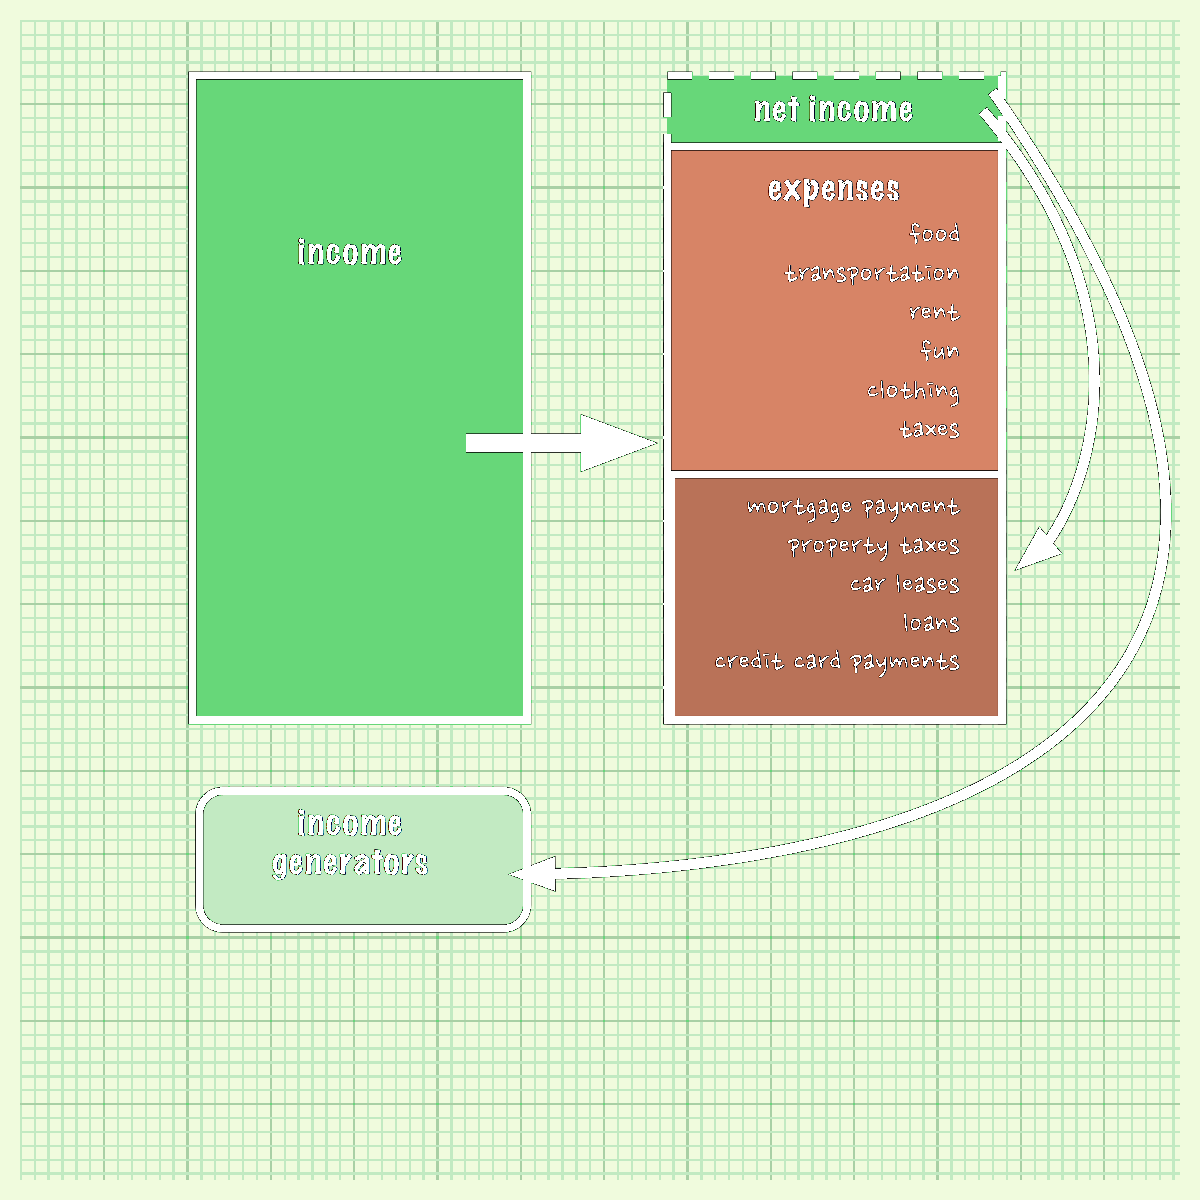 income
net income
expenses
food
transportation
rent
fun
clothing
taxes
mortgage payment
property taxes
car leases
loans
credit card payments
income
generators